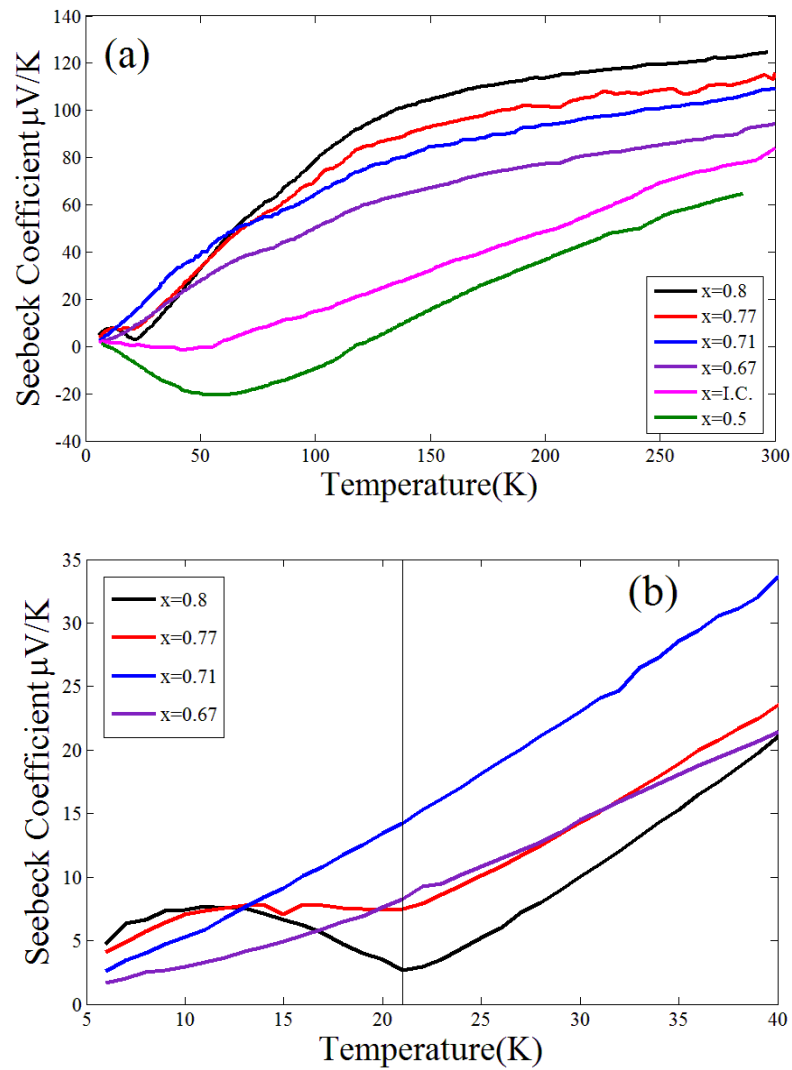 140
120
100
80
60
40
20
0
-20
-40
Seebeck Coefficient µV/K
(a)
x=0.8
x=0.77
x=0.71
x=0.67
x=I.C.
x=0.5
0 50 100 150 200 250 300
Temperature(K)
35
30
25
20
15
10
5
0
Seebeck Coefficient µV/K
x=0.8
x=0.77
x=0.71
x=0.67
(b)
5 10 15 20 25 30 35 40
Temperature(K)